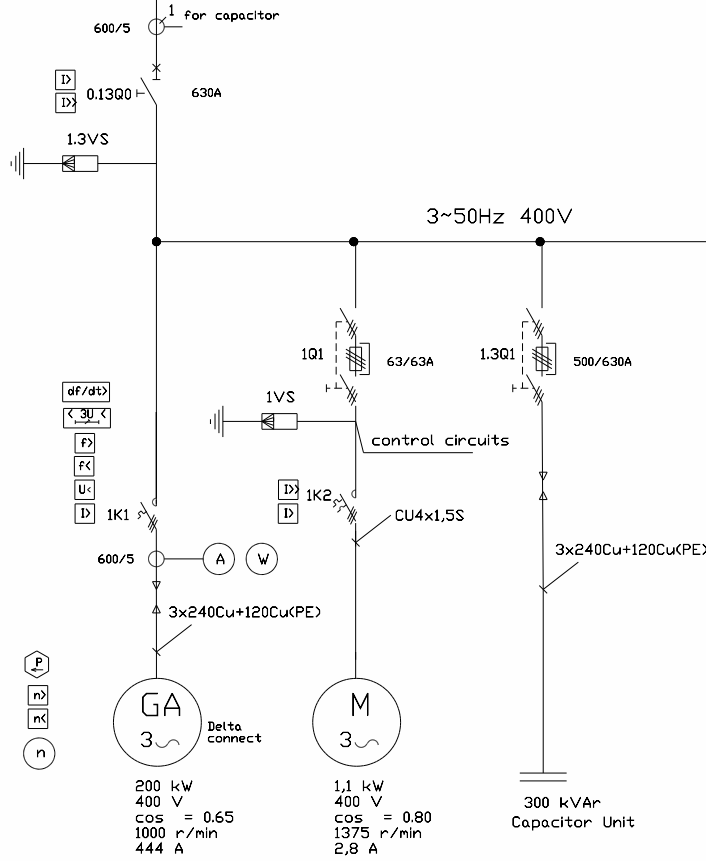 1 for capacitor
600/5
I>
I>>
0.13Q0
630A
1.3VS
3~50Hz 400V
1Q1
63/63A
1.3Q1
500/630A
df/dt>
< 3U <
f>
f<
U<
I>
1VS
control circuits
1K1
I>>
I>
1K2
CU4x1,5S
600/5
A
W
3x240Cu+120Cu(PE)
3x240Cu+120Cu(PE)
P
n>
n<
n
GA
3~
Delta
connect
M
3~
200 kW
400 V
cos = 0.65
1000 r/min
444 A
1,1 kW
400 V
cos = 0.80
1375 r/min
2,8 A
300 kVAr
Capacitor Unit